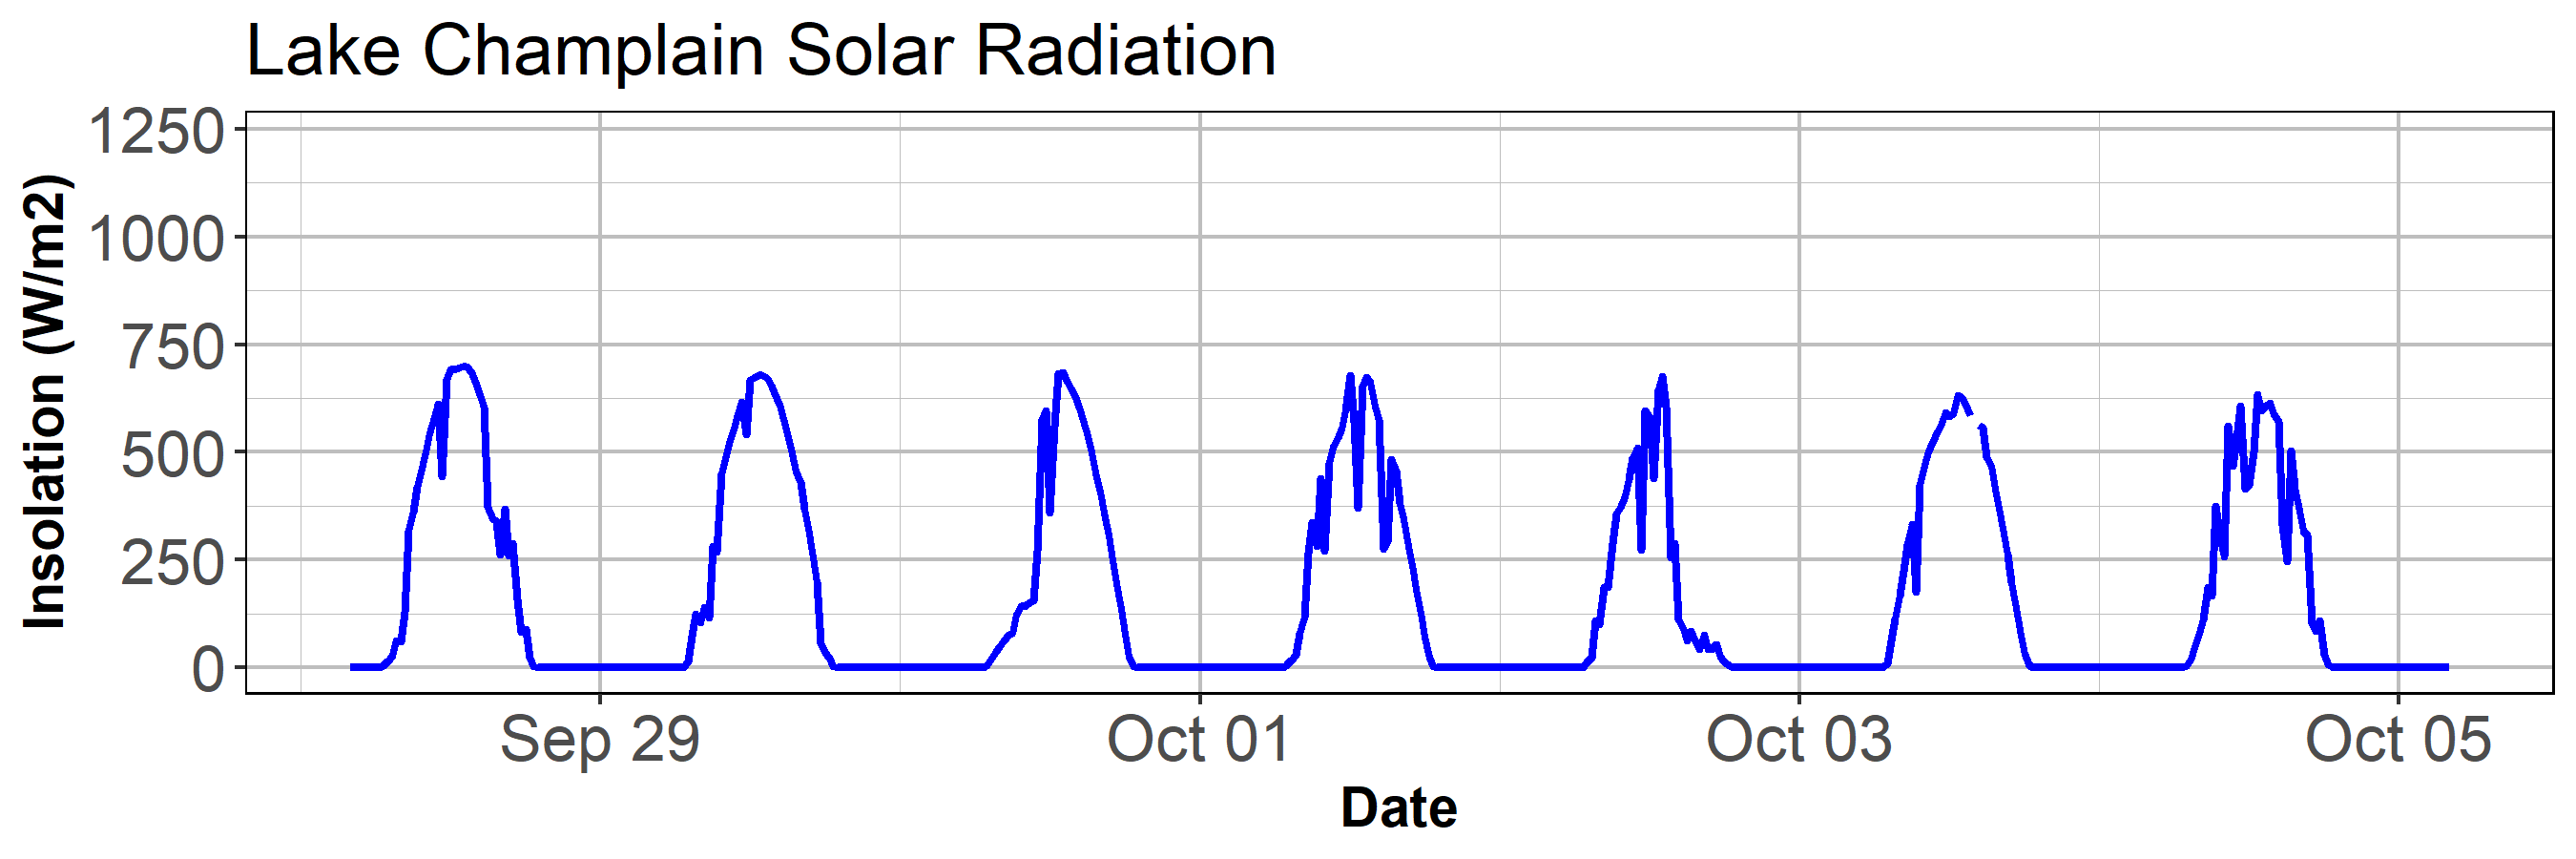 Lake Champlain Solar Radiation
1250
1000
750
500
250
0
Insolation (W/m2)
Sep 29
Oct 01
Oct 03
Oct 05
Date